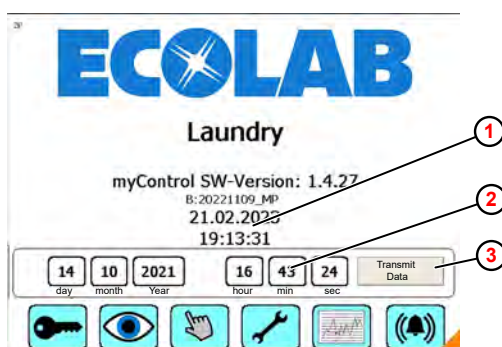 ZIP
ECOLAB
Laundry
myControl SW-Version: 1.4.27
B:20221109_MP
21.02.2023
19:13:31
14 10 2021 16 43 24 Transmit
day month Year hour min sec Data
1
2
3